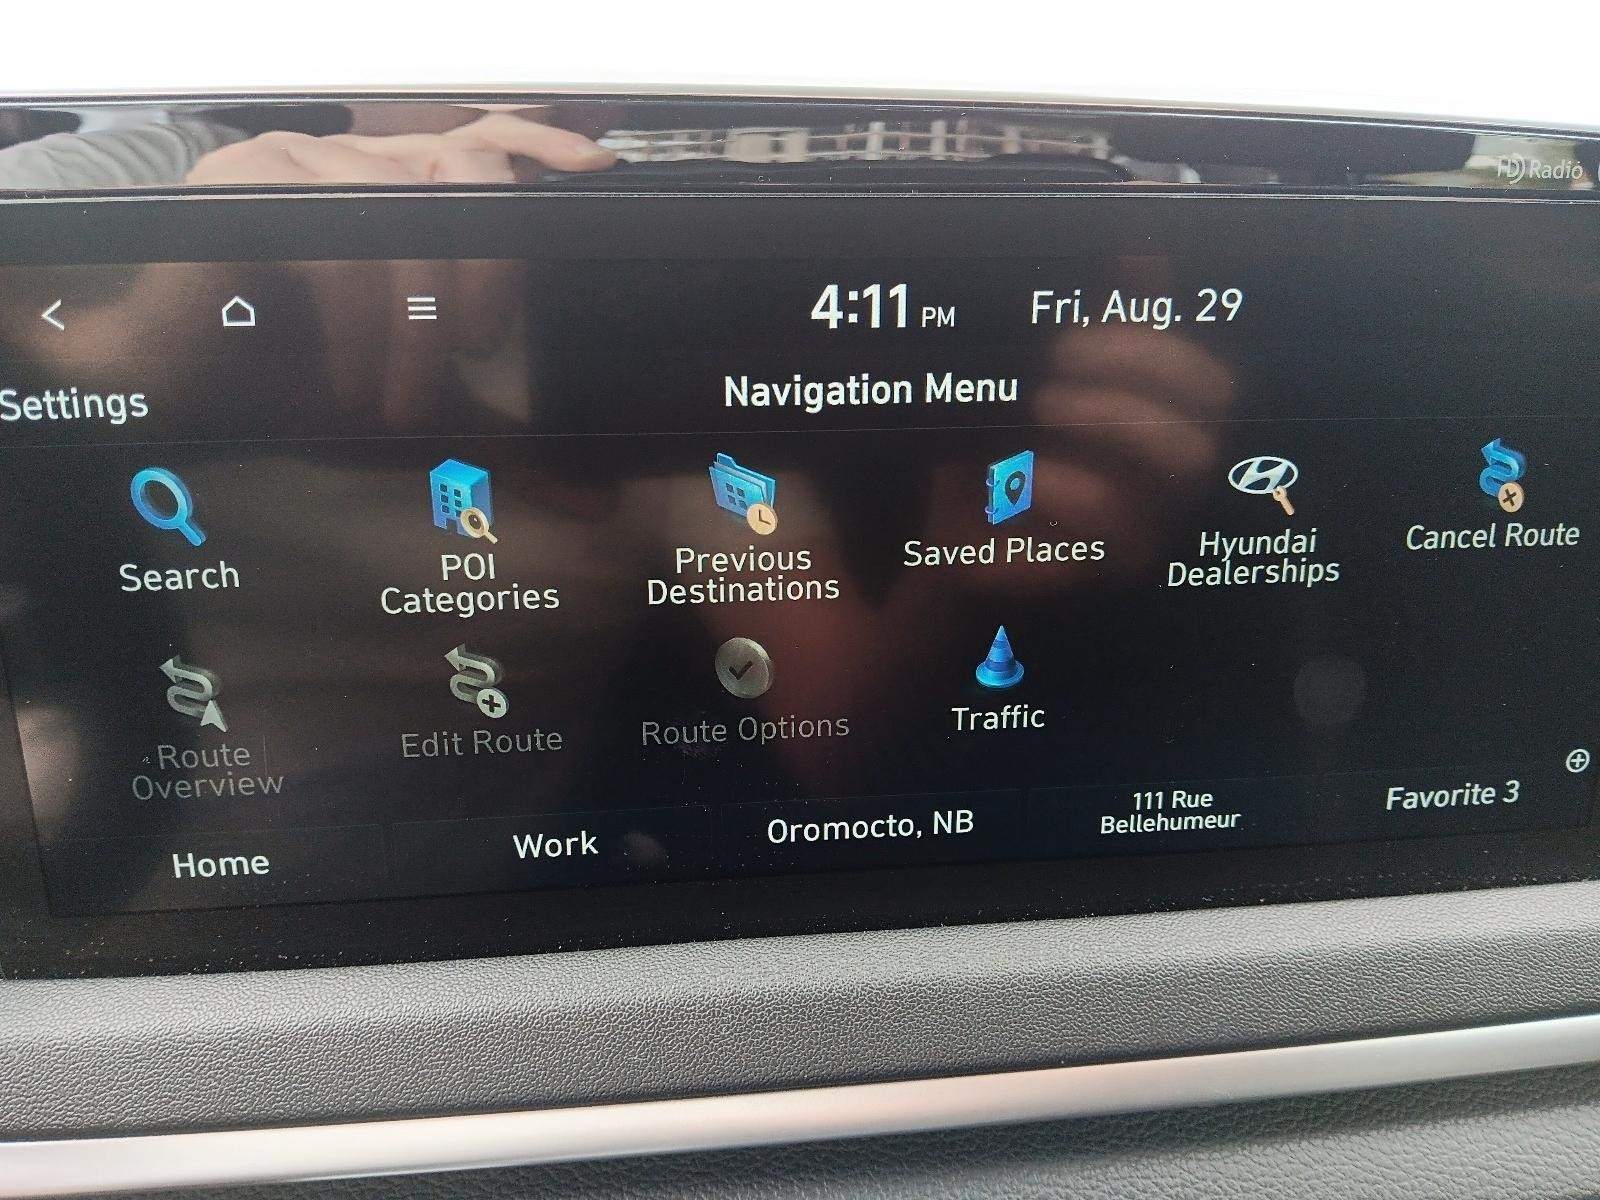 HD Radio
4:11 PM Fri, Aug. 29
Settings
Navigation Menu
Search
POI
Categories
Previous
Destinations
Saved Places
Hyundai
Dealerships
Cancel Route
Route
Overview
Edit Route
Route Options
Traffic
Home
Work
Oromocto, NB
111 Rue
Bellehumeur
Favorite 3